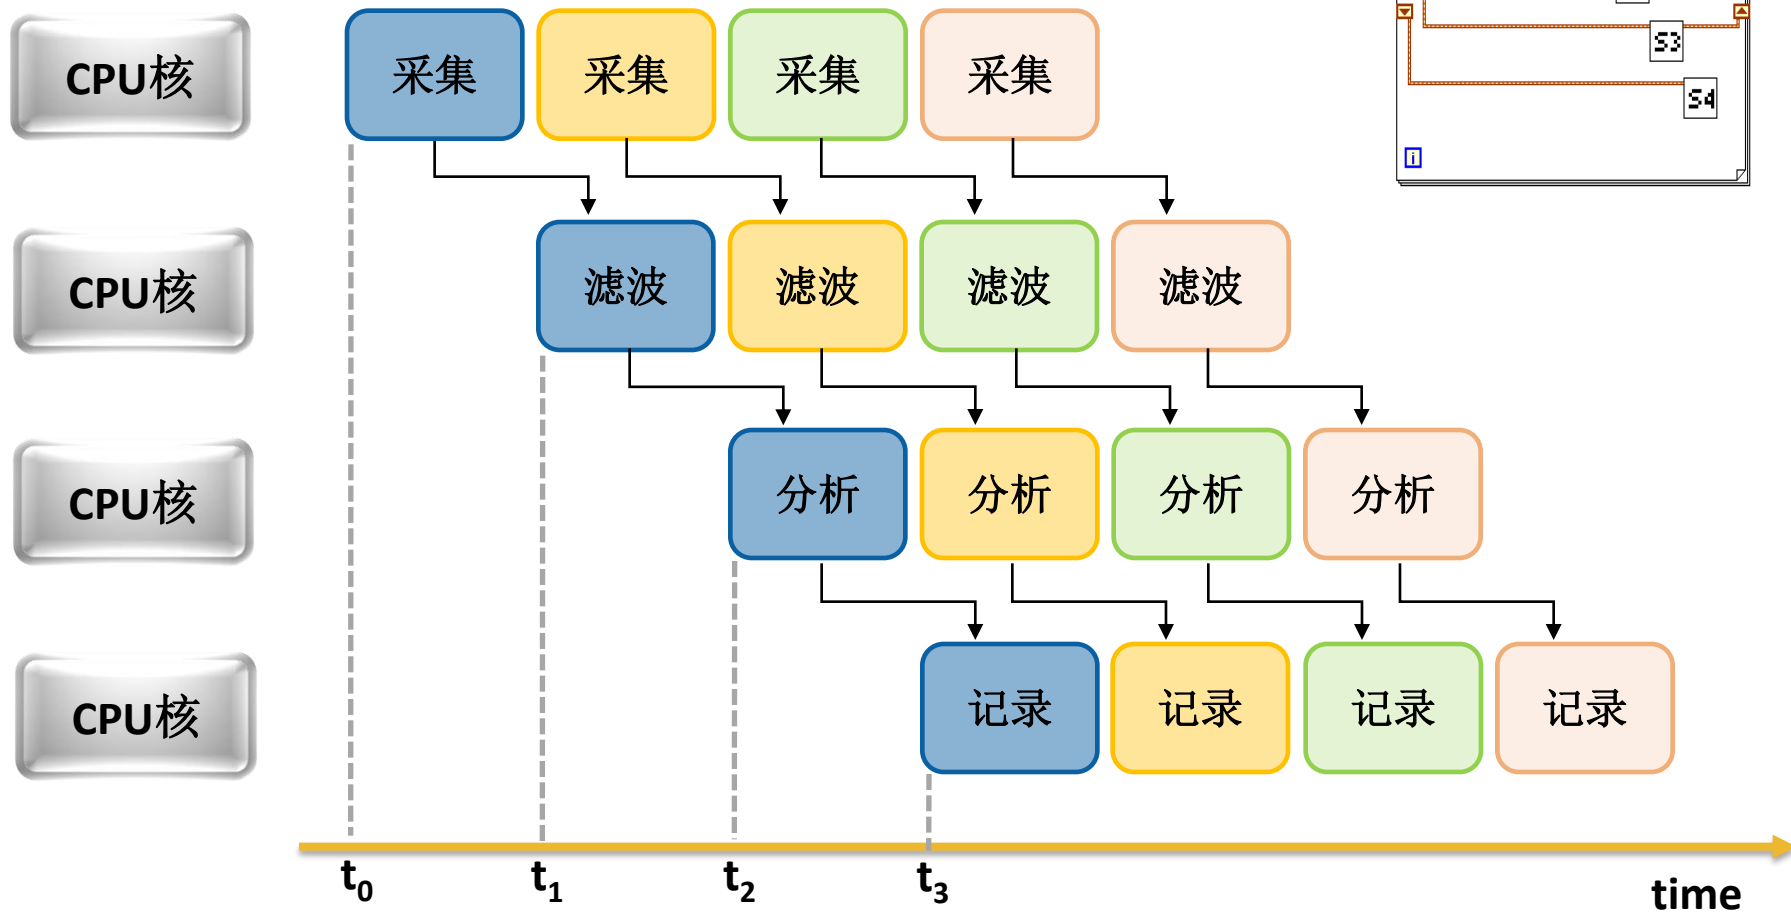 CPU核 采集 采集 采集 采集
S3
S4
i
CPU核 滤波 滤波 滤波 滤波
CPU核 分析 分析 分析 分析
CPU核 记录 记录 记录 记录
t0 t1 t2 t3
time